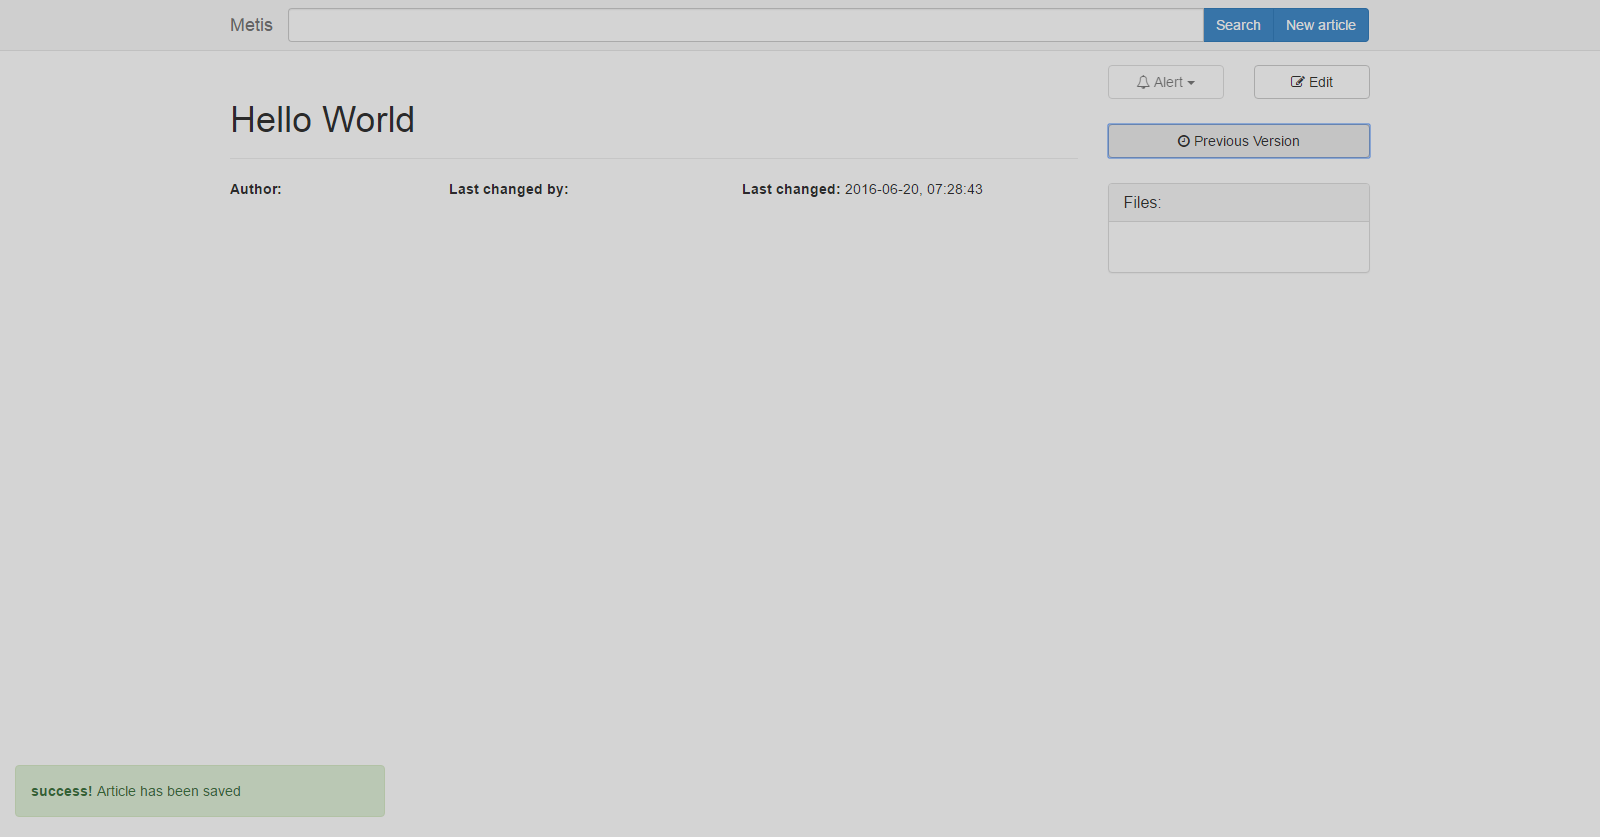 Metis
Search
New article
Alert
Edit
Hello World
Previous Version
Author:
Last changed by:
Last changed: 2016-06-20, 07:28:43
Files:
success! Article has been saved